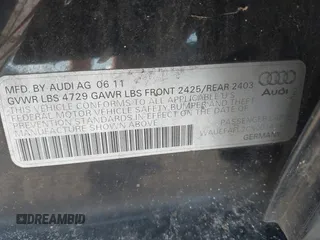 MFD. BY AUDI AG 06 11
GVWR LBS 4729 GAWR LBS FRONT 2425/REAR 2403
THIS VEHICLE CONFORMS TO ALL APPLICABLE U.S.
FEDERAL MOTOR VEHICLE SAFETY BUMPER AND THEFT
PREVENTION STANDARDS IN EFFECT ON THE DATE OF
MANUFACTURE SHOWN ABOVE
Audi
PASSENGER
GERMANY
DREAMBID